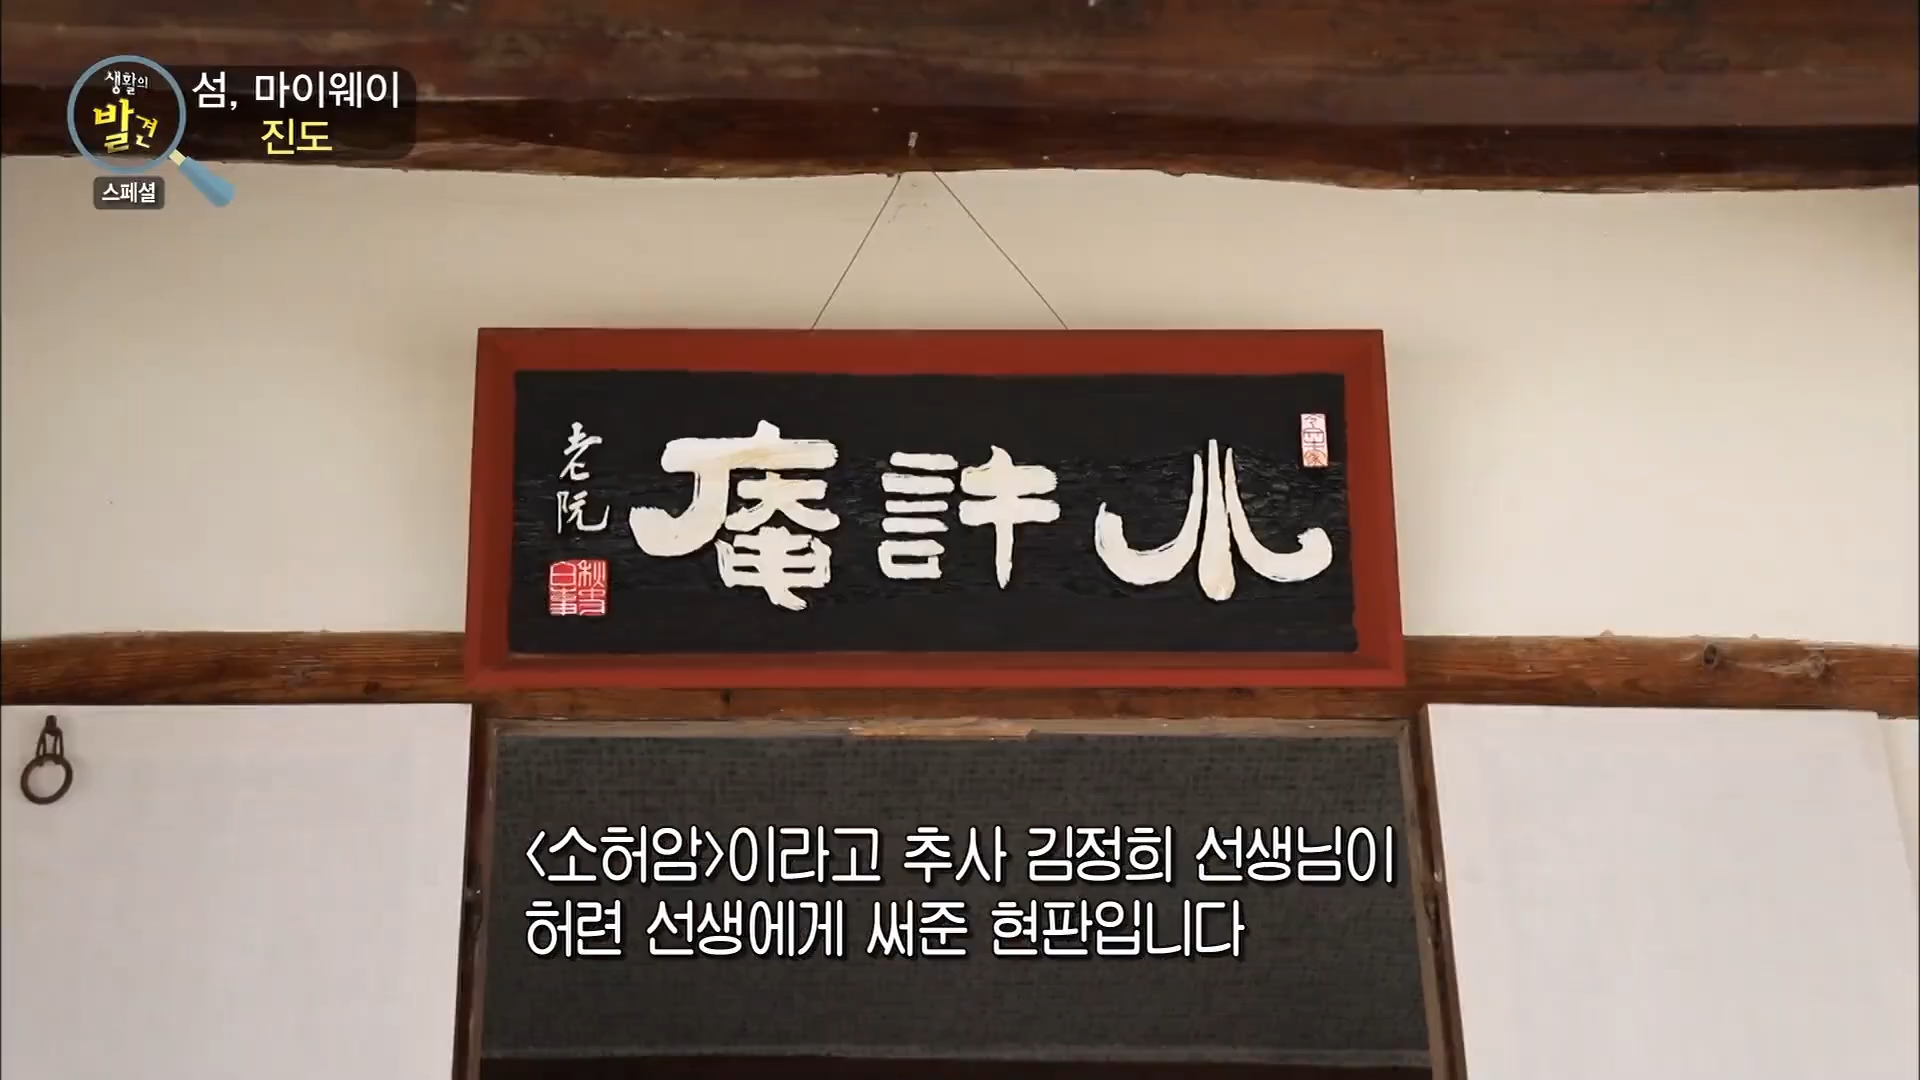 생활의
발견
스페셜
섬, 마이웨이
진도
小許庵
老阮
<소허암>이라고 추사 김정희 선생님이
허련 선생에게 써준 현판입니다